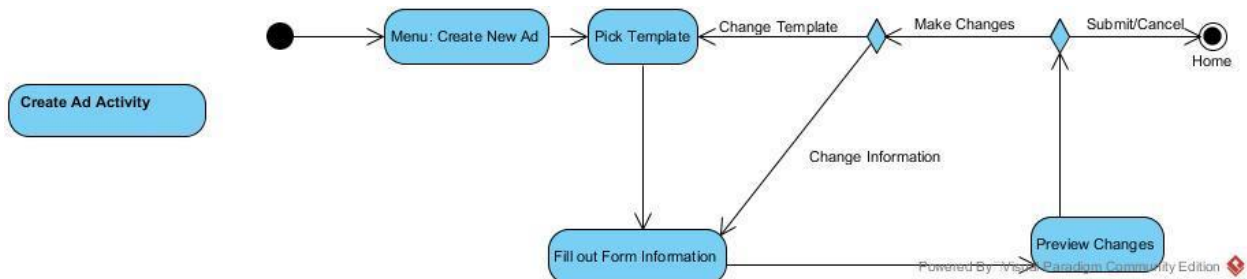 Menu: Create New Ad
Pick Template
Change Template
Make Changes
Submit/Cancel
Home
Create Ad Activity
Change Information
Fill out Form Information
Preview Changes
Powered By Visual Paradigm Community Edition